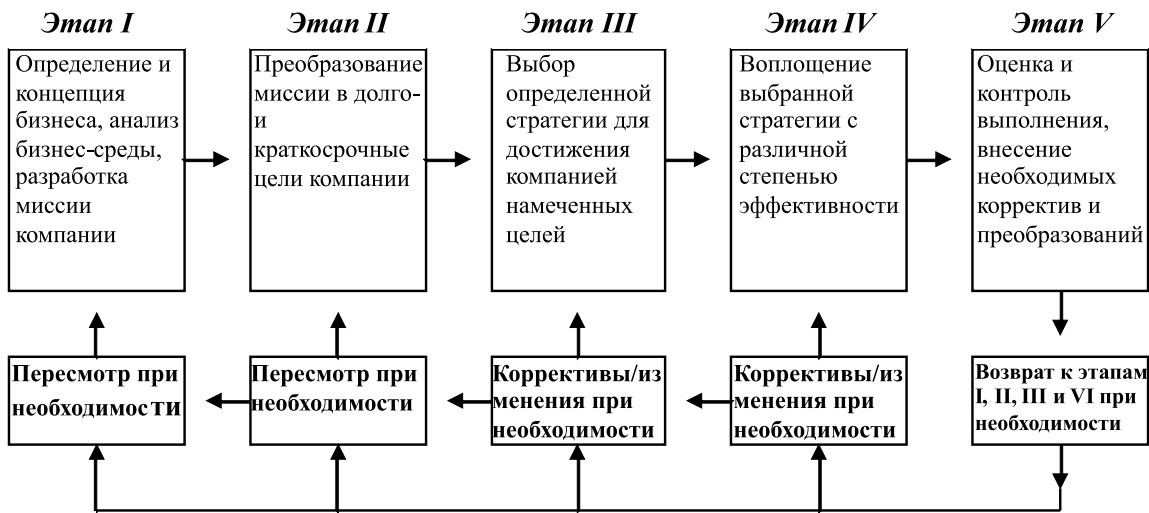 Этап I
Этап II
Этап III
Этап IV
Этап V
Определение и
концепция
бизнеса, анализ
бизнес-среды,
разработка
миссии
компании
Преобразование
миссии в долго-
и
краткосрочные
цели компании
Выбор
определенной
стратегии для
достижения
компанией
намеченных
целей
Воплощение
выбранной
стратегии с
различной
степенью
эффективности
Оценка и
контроль
выполнения,
внесение
необходимых
корректив и
преобразований
Пересмотр при
необходимости
Пересмотр при
необходимости
Коррективы/из
менения при
необходимости
Коррективы/из
менения при
необходимости
Возврат к этапам
I, II, III и VI при
необходимости